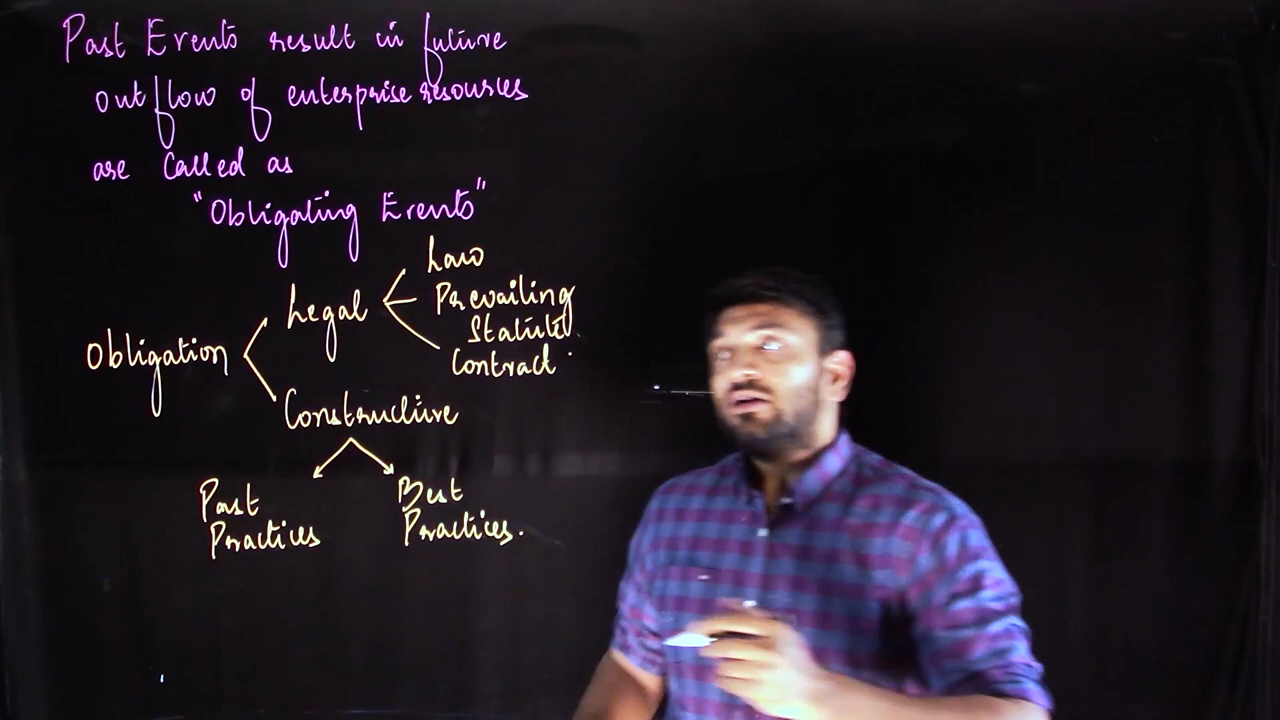 Past Events result in future
outflow of enterprise resources
are called as
"Obligating Events"
Law
Legal
Prevailing
Statute
Obligation
Contract.
Constructive
Past
Practices
Best
Practices.